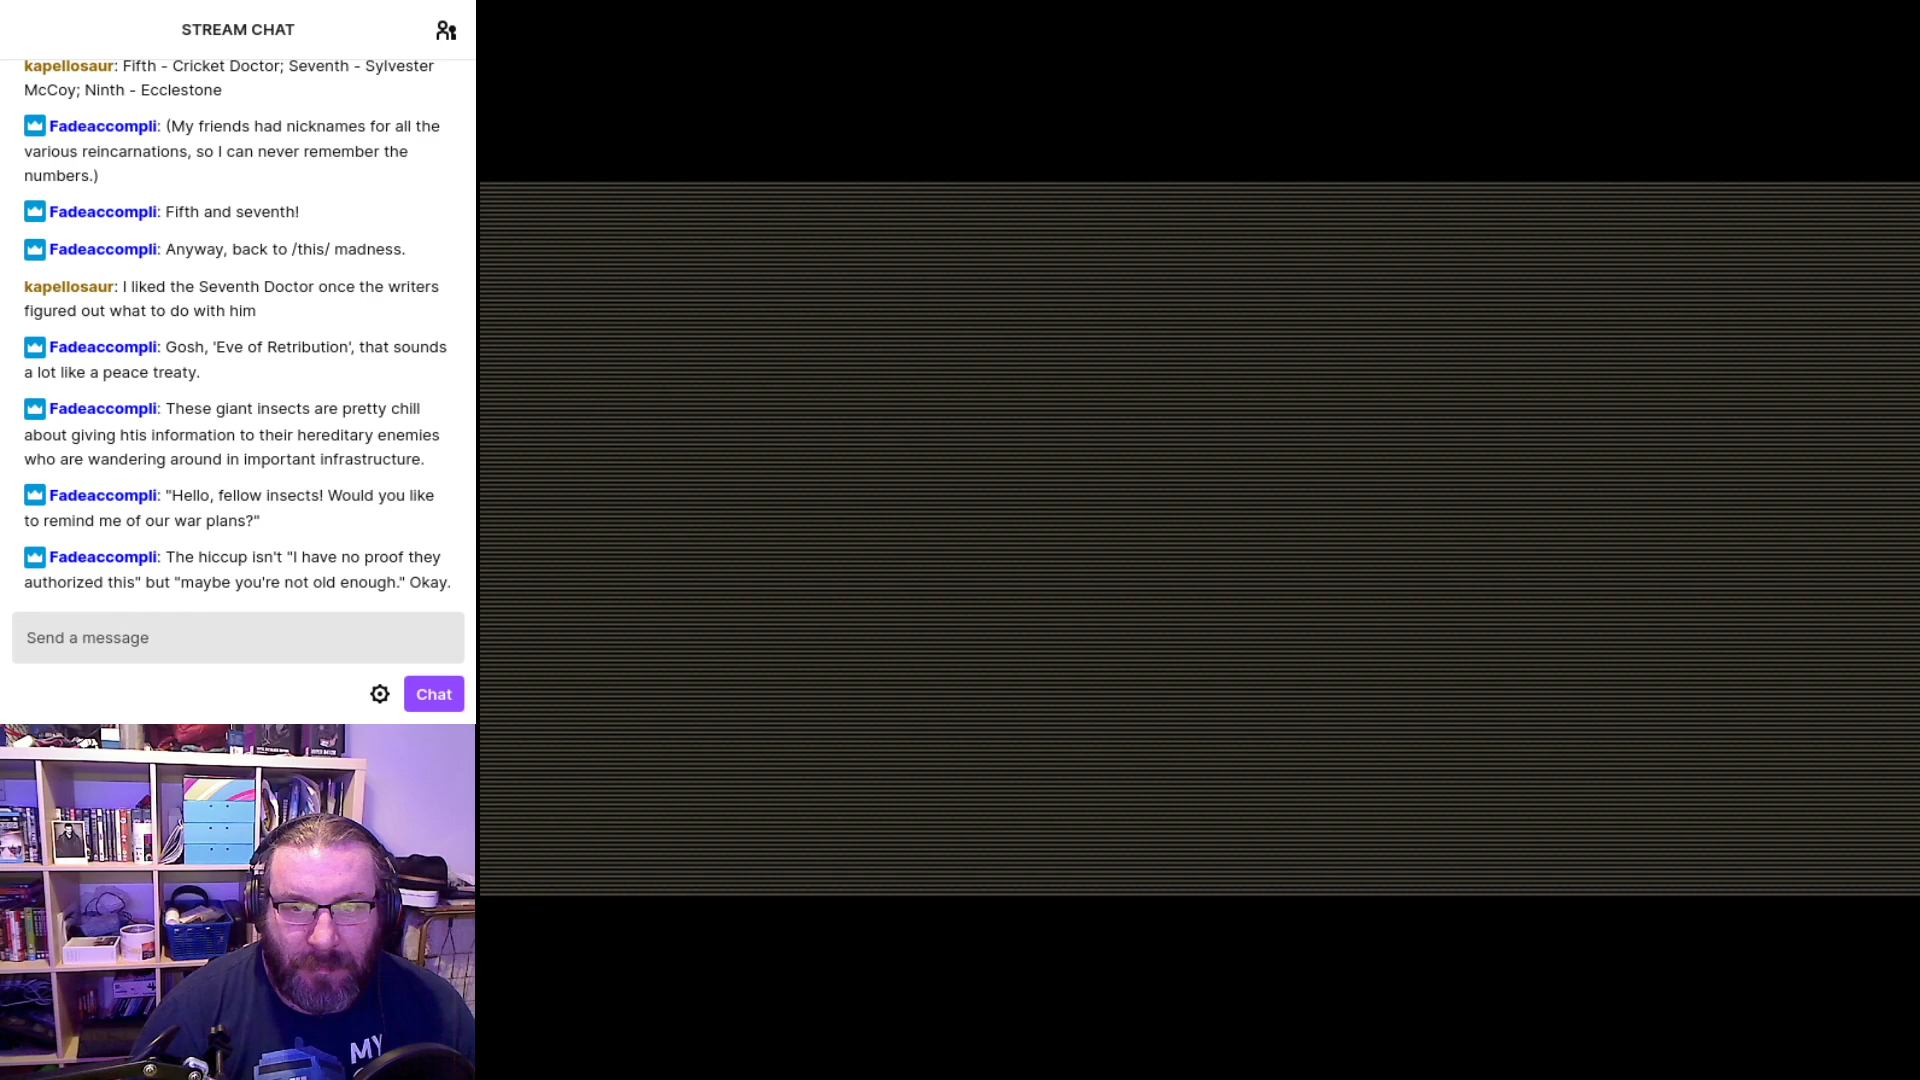 STREAM CHAT
kapellosaur: Fifth - Cricket Doctor; Seventh - Sylvester
McCoy; Ninth - Ecclestone
Fadeaccompli: (My friends had nicknames for all the
various reincarnations, so I can never remember the
numbers.)
Fadeaccompli: Fifth and seventh!
Fadeaccompli: Anyway, back to /this/ madness.
kapellosaur: I liked the Seventh Doctor once the writers
figured out what to do with him
Fadeaccompli: Gosh, 'Eve of Retribution', that sounds
a lot like a peace treaty.
Fadeaccompli: These giant insects are pretty chill
about giving htis information to their hereditary enemies
who are wandering around in important infrastructure.
Fadeaccompli: "Hello, fellow insects! Would you like
to remind me of our war plans?"
Fadeaccompli: The hiccup isn't "I have no proof they
authorized this" but "maybe you're not old enough." Okay.
Send a message
Chat
MY